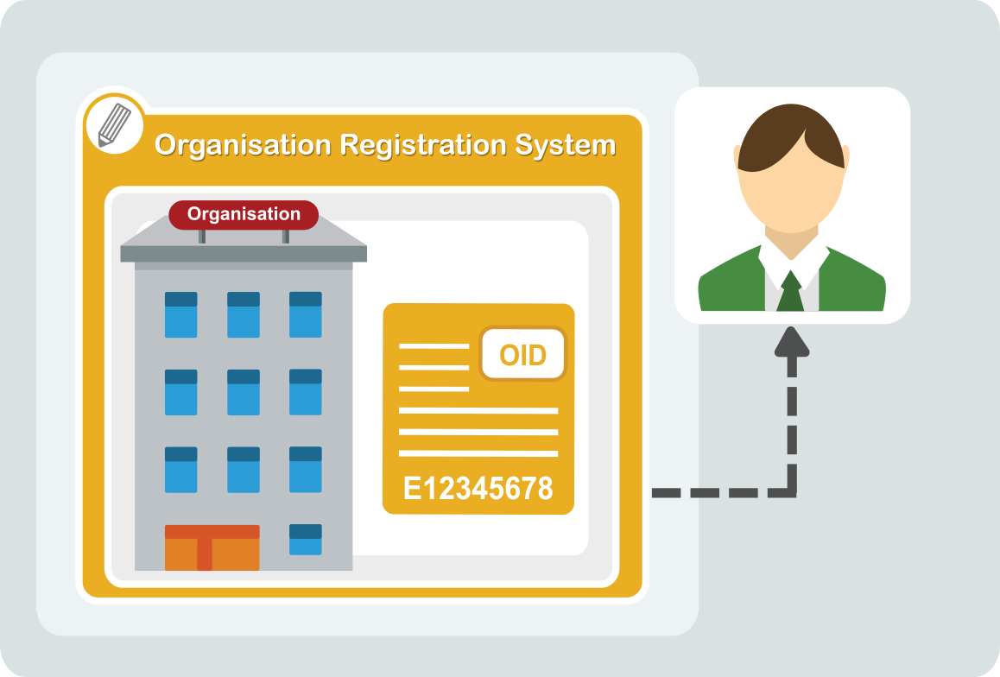 Organisation Registration System
Organisation
OID
E12345678